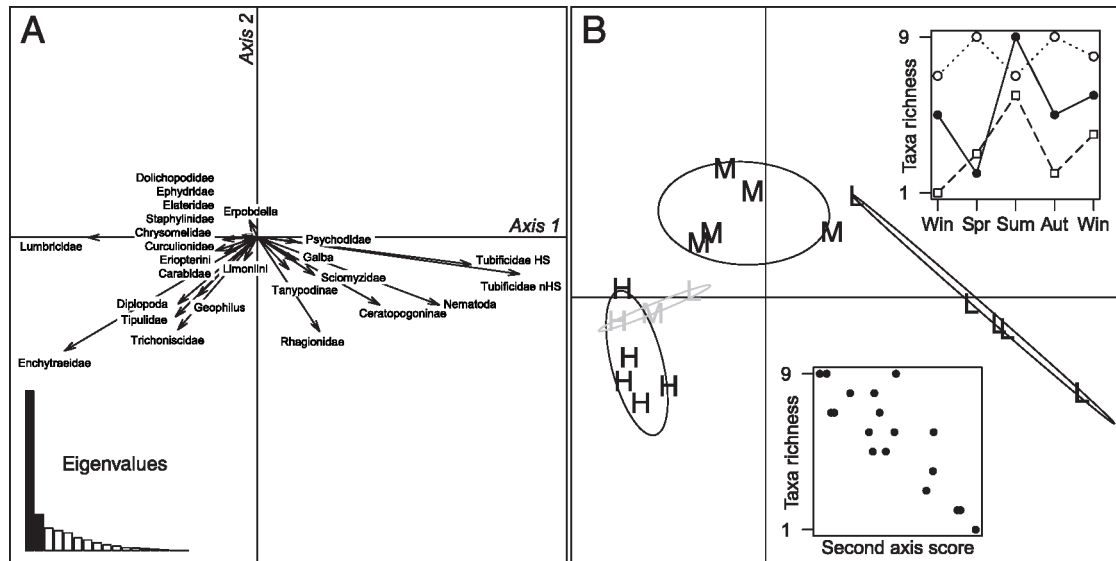 A
Axis 2
Dolichopodidae
Ephydridae
Elateridae
Staphylinidae
Erpobdella
Chrysomelidae
Axis 1
Lumbricidae
Curculionidae
Psychodidae
Eriopterini
Galba
Tubificidae HS
Carabidae
Limoniini
Sciomyzidae
Tubificidae nHS
Tanypodinae
Diplopoda
Geophilus
Nematoda
Tipulidae
Ceratopogoninae
Trichoniscidae
Rhagionidae
Enchytraeidae
Eigenvalues
B
9
Taxa richness
1
Win Spr Sum Aut Win
M
M
M
M
M
L
L
L
L
L
H
H M L
H
H
H
H
9
Taxa richness
1
Second axis score